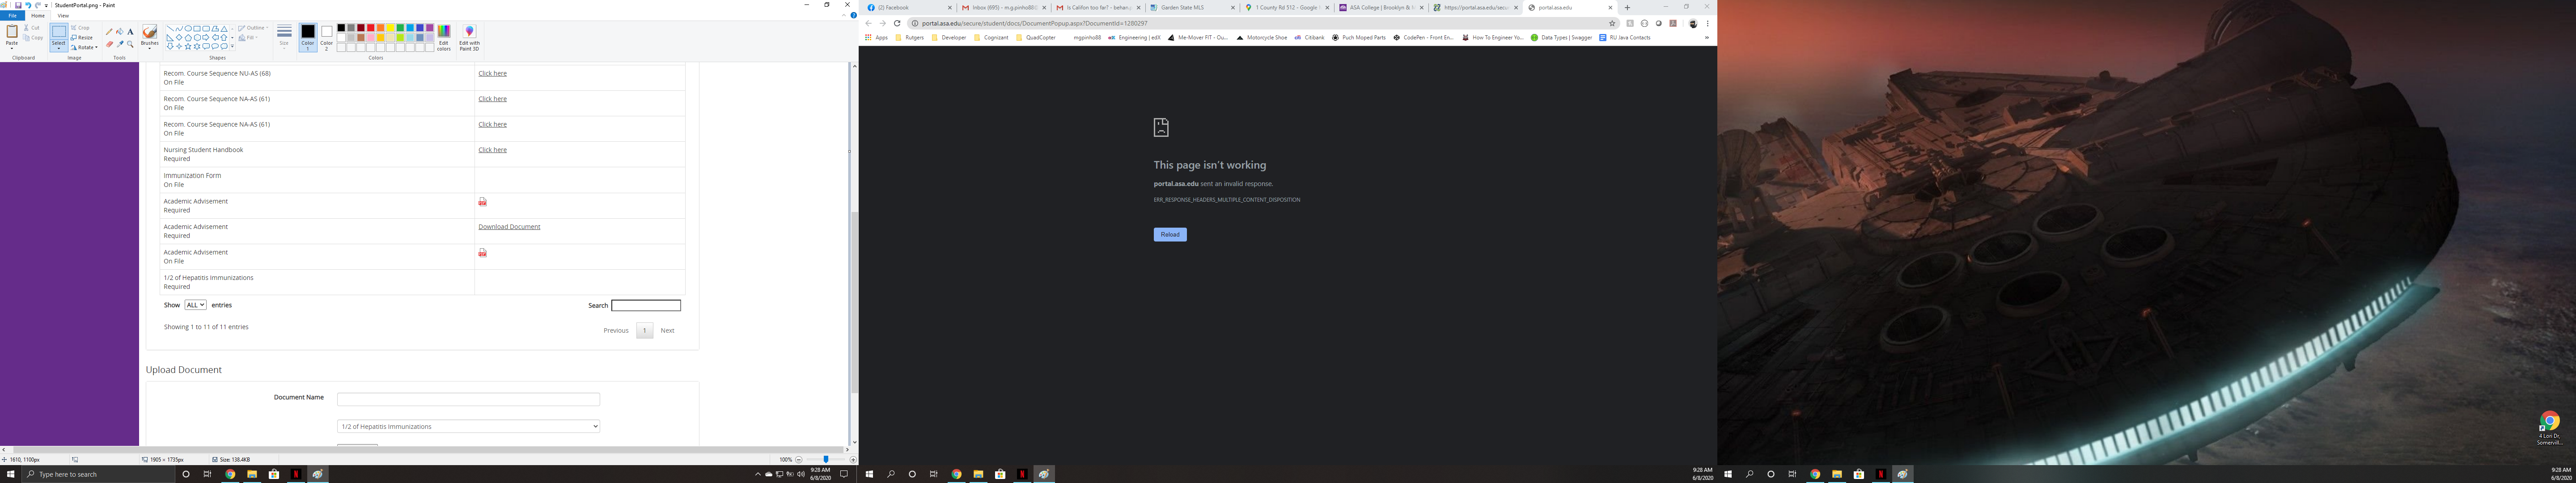 StudentPortal.png - Paint
File
Home
View
Paste
Cut
Copy
Clipboard
Select
Crop
Resize
Rotate
Image
Tools
Brushes
Outline
Fill
Shapes
Size
Color 1
Color 2
Colors
Edit colors
Edit with Paint 3D
Recom. Course Sequence NU-AS (68)
On File
Click here
Recom. Course Sequence NA-AS (61)
On File
Click here
Recom. Course Sequence NA-AS (61)
On File
Click here
Nursing Student Handbook
Required
Click here
Immunization Form
On File
Academic Advisement
Required
Academic Advisement
Required
Download Document
Academic Advisement
On File
1/2 of Hepatitis Immunizations
Required
Show ALL entries
Search
Showing 1 to 11 of 11 entries
Previous 1 Next
Upload Document
Document Name
1/2 of Hepatitis Immunizations
1610, 1100px
1905 × 1735px
Size: 138.4KB
100%
Type here to search
9:28 AM
6/8/2020
(2) Facebook
Inbox (695) - m.g.pinho88@
Is Califon too far? - behan.
Garden State MLS
1 County Rd 512 - Google
ASA College | Brooklyn &
https://portal.asa.edu/secu
portal.asa.edu
portal.asa.edu/secure/student/docs/DocumentPopup.aspx?DocumentId=1280297
Apps
Rutgers
Developer
Cognizant
QuadCopter
mgpinho88
Engineering | edX
Me-Mover FIT - Ou...
Motorcycle Shoe
Citibank
Puch Moped Parts
CodePen - Front En...
How To Engineer Yo...
Data Types | Swagger
RU Java Contacts
This page isn't working
portal.asa.edu sent an invalid response.
ERR_RESPONSE_HEADERS_MULTIPLE_CONTENT_DISPOSITION
Reload
9:28 AM
6/8/2020
4 Lori Dr,
Somervill...
9:28 AM
6/8/2020